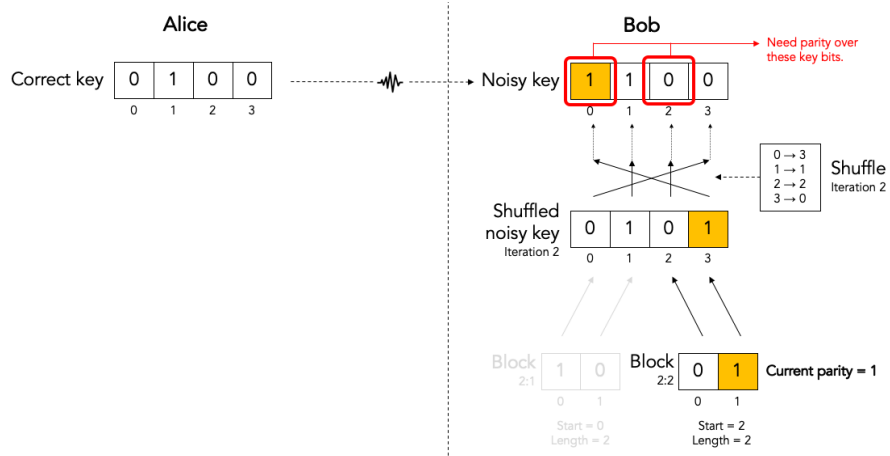 Alice
Bob
Need parity over
these key bits.
Correct key
0 1 0 0
0 1 2 3
Noisy key
1 1 0 0
0 1 2 3
0 → 3
1 → 1
2 → 2
3 → 0
Shuffle
Iteration 2
Shuffled
noisy key
Iteration 2
0 1 0 1
0 1 2 3
Block
2:1
1 0
0 1
Start = 0
Length = 2
Block
2:2
0 1
0 1
Start = 2
Length = 2
Current parity = 1